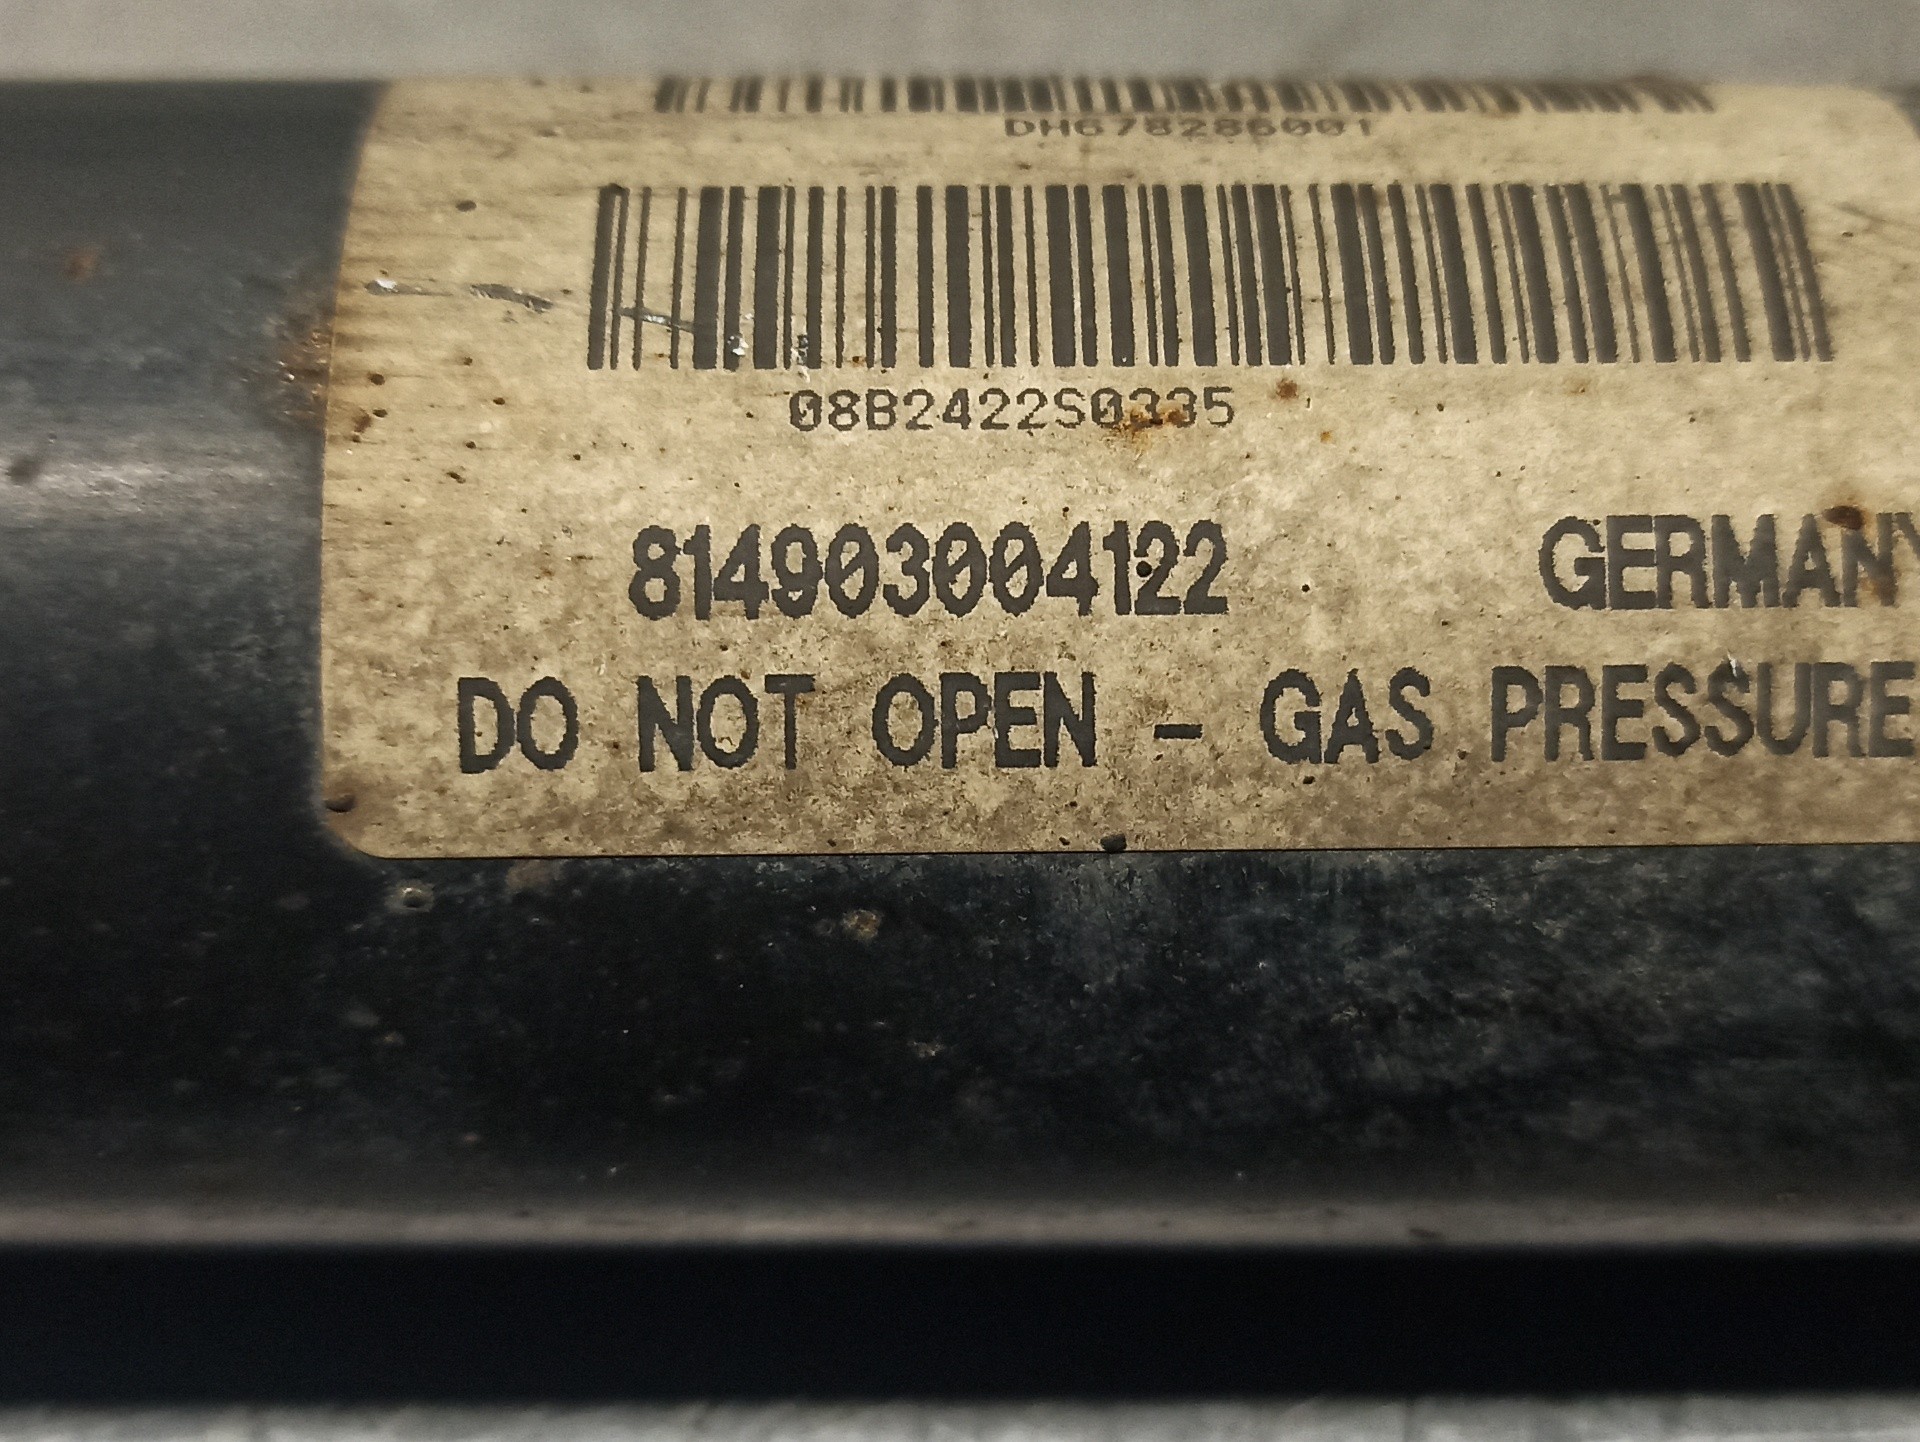 DH678286001
08B2422S0335
814903004122 GERMANY
DO NOT OPEN - GAS PRESSURE